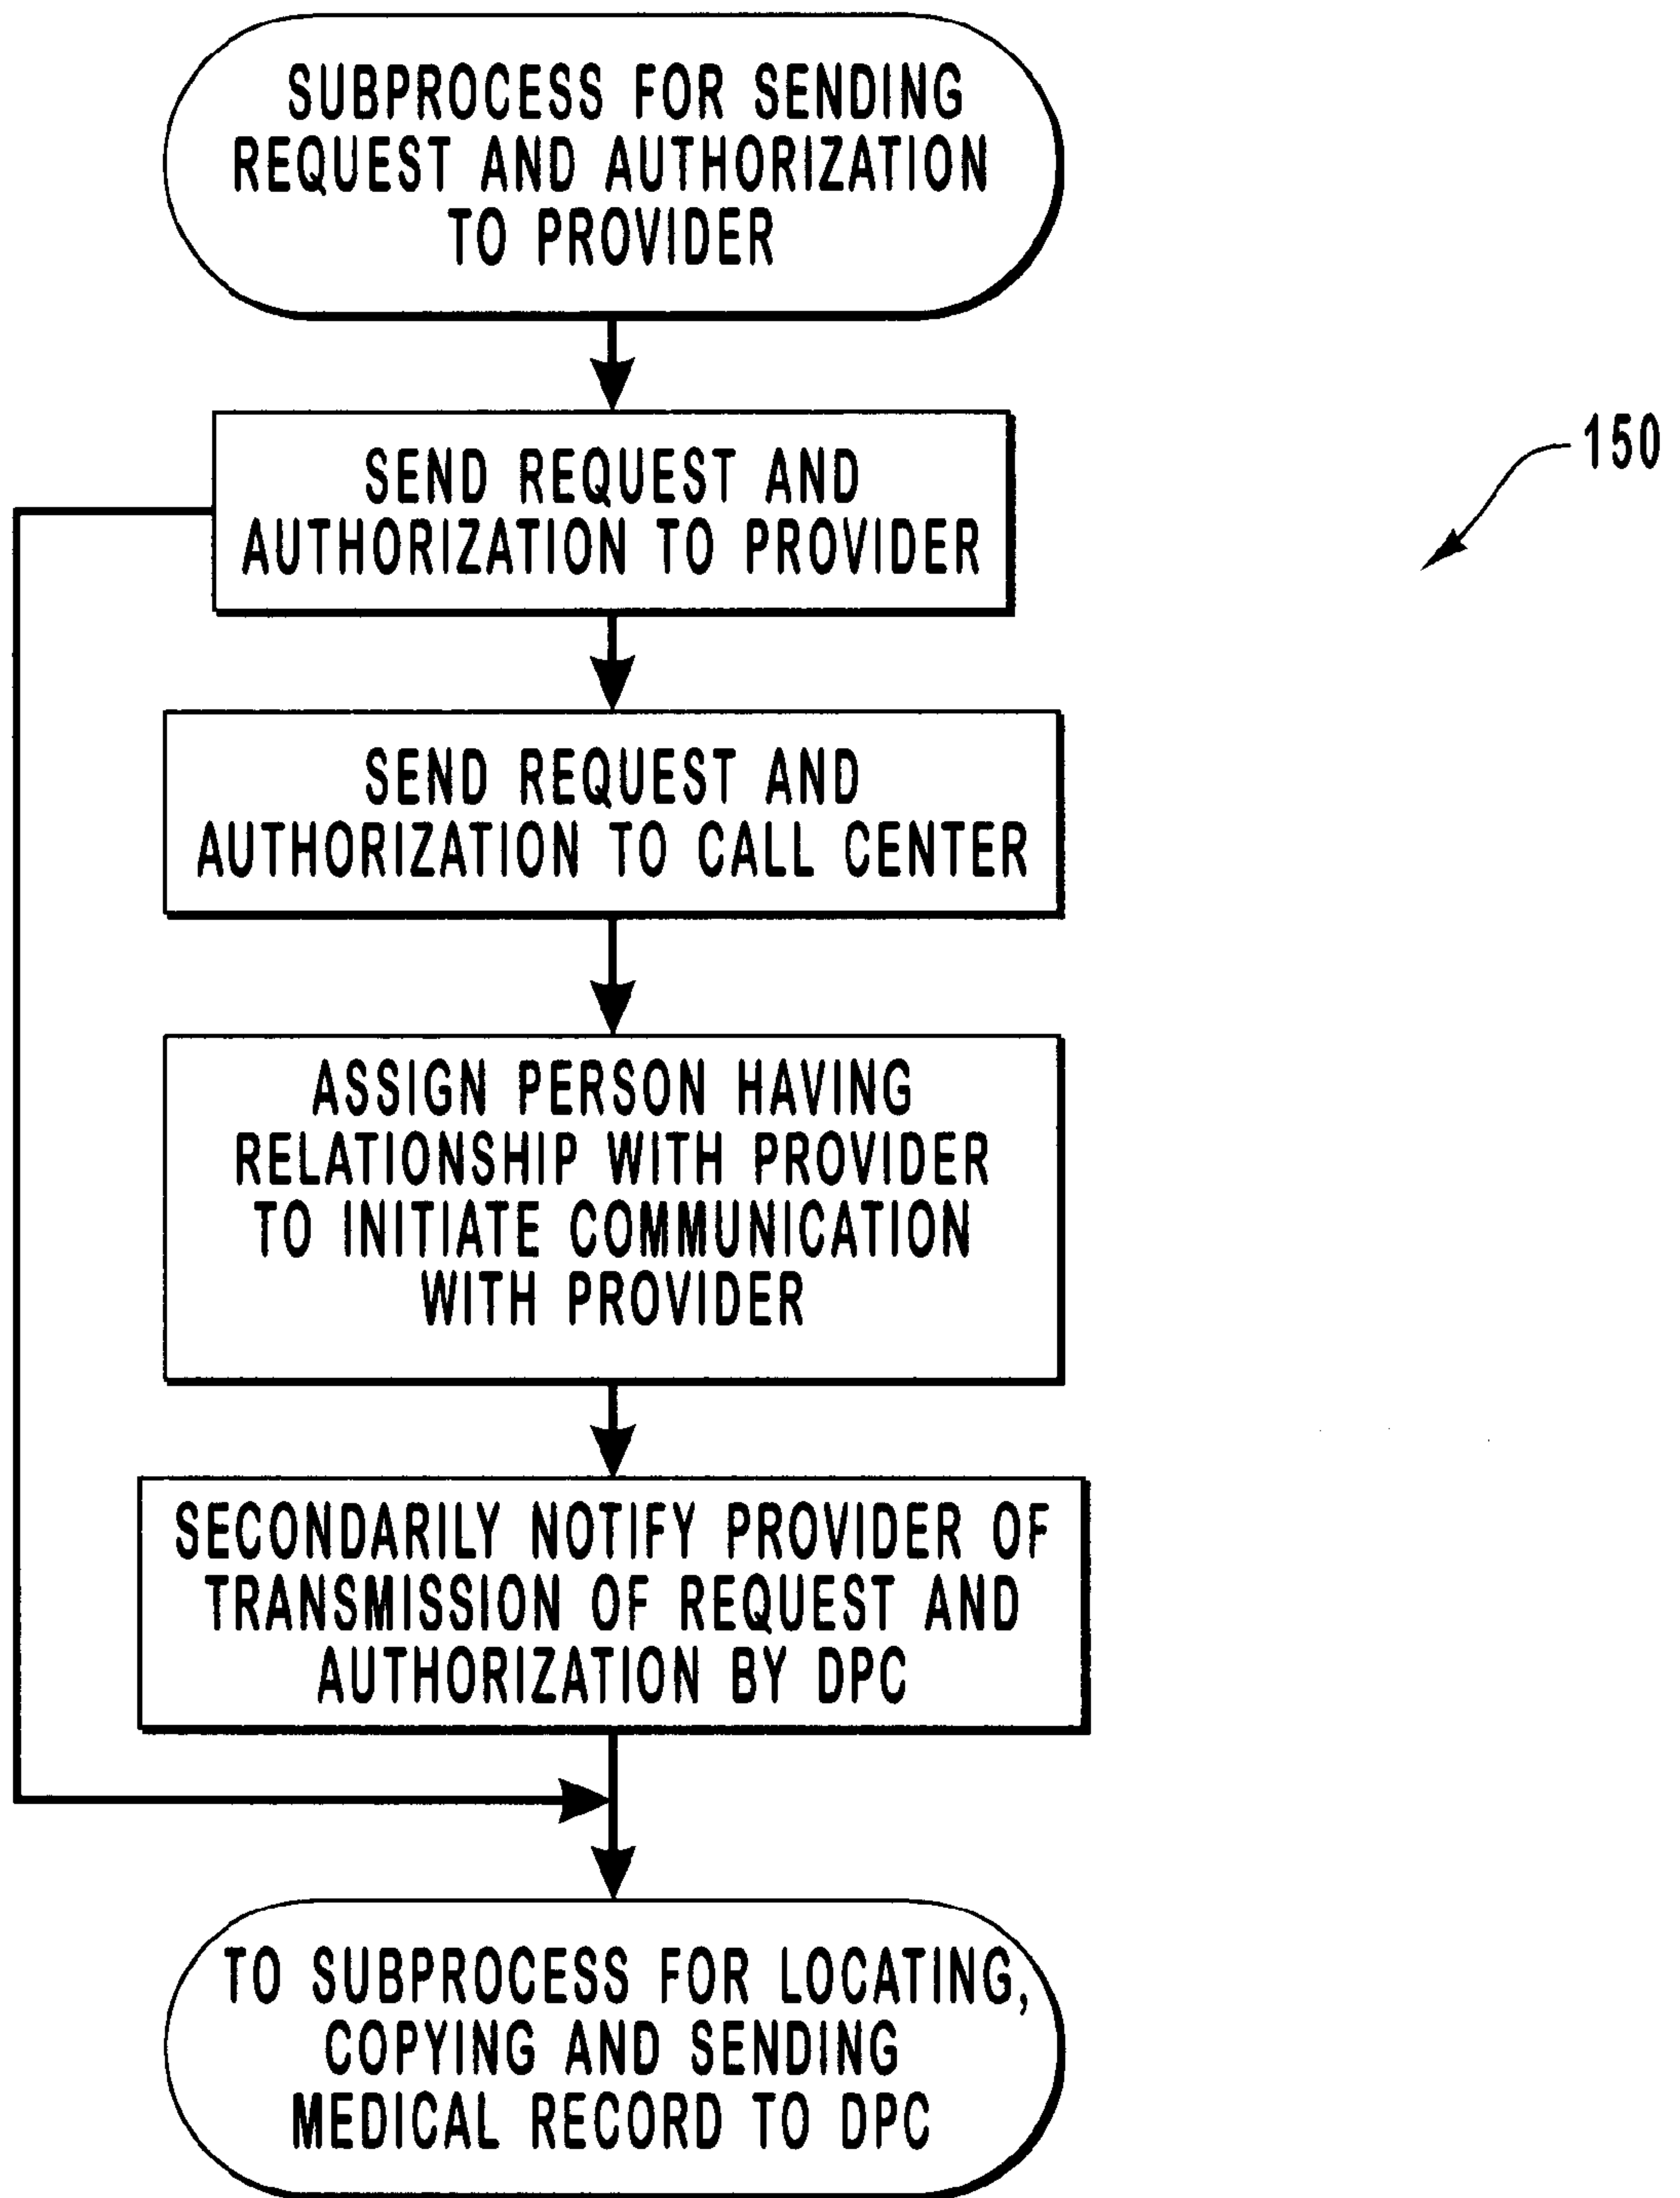 SUBPROCESS FOR SENDING
REQUEST AND AUTHORIZATION
TO PROVIDER
SEND REQUEST AND
AUTHORIZATION TO PROVIDER
150
SEND REQUEST AND
AUTHORIZATION TO CALL CENTER
ASSIGN PERSON HAVING
RELATIONSHIP WITH PROVIDER
TO INITIATE COMMUNICATION
WITH PROVIDER
SECONDARILY NOTIFY PROVIDER OF
TRANSMISSION OF REQUEST AND
AUTHORIZATION BY DPC
TO SUBPROCESS FOR LOCATING,
COPYING AND SENDING
MEDICAL RECORD TO DPC